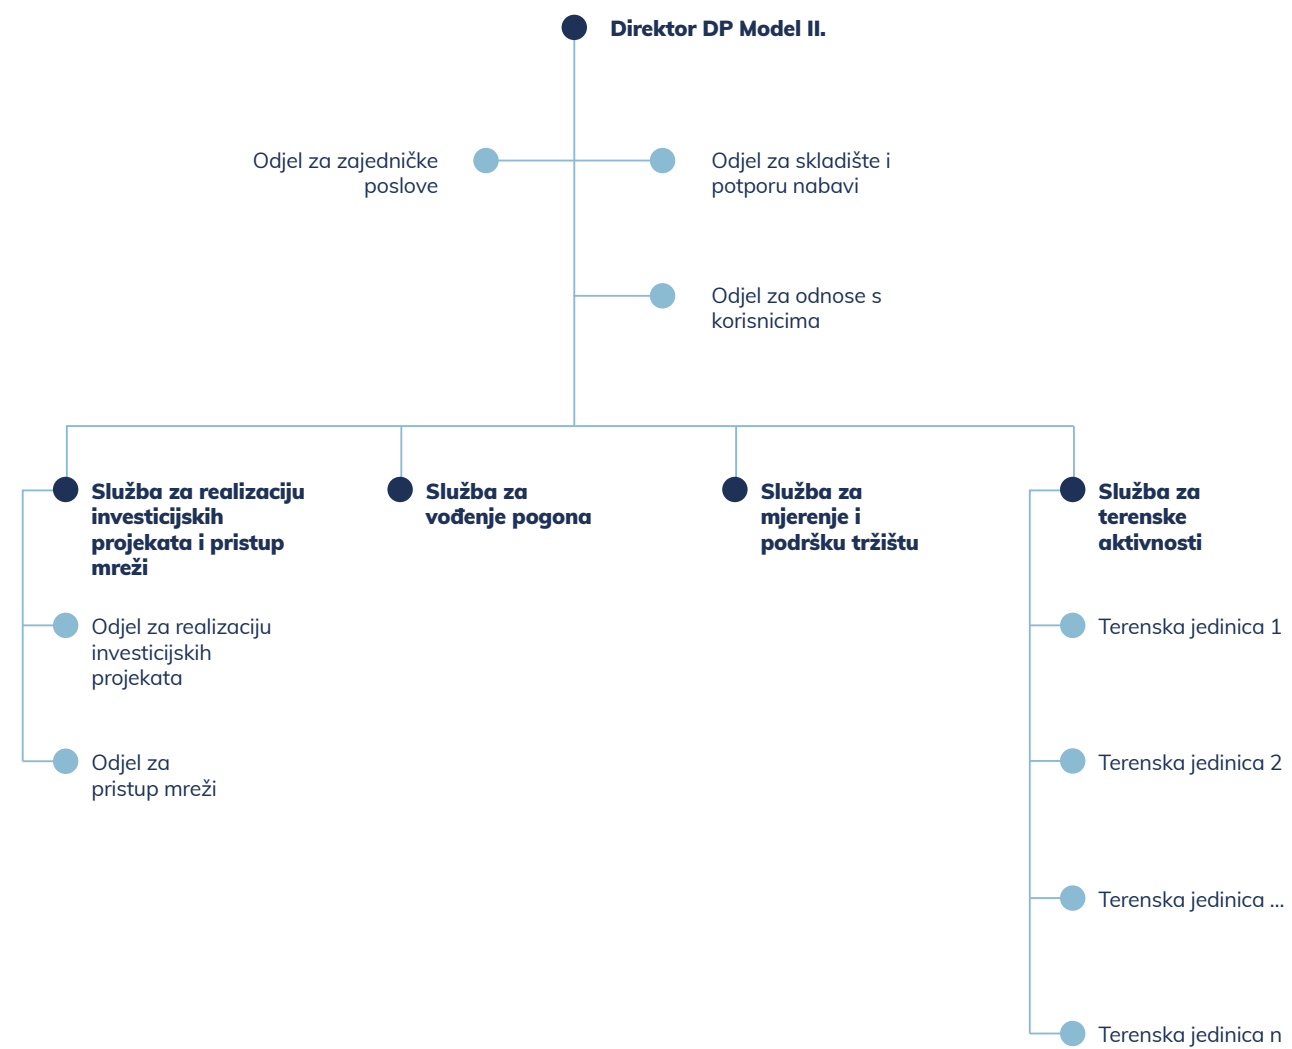 Direktor DP Model II.
Odjel za zajedničke
poslove
Odjel za skladište i
potporu nabavi
Odjel za odnose s
korisnicima
Služba za realizaciju
investicijskih
projekata i pristup
mreži
Odjel za realizaciju
investicijskih
projekata
Odjel za
pristup mreži
Služba za
vođenje pogona
Služba za
mjerenje i
podršku tržištu
Služba za
terenske
aktivnosti
Terenska jedinica 1
Terenska jedinica 2
Terenska jedinica ...
Terenska jedinica n